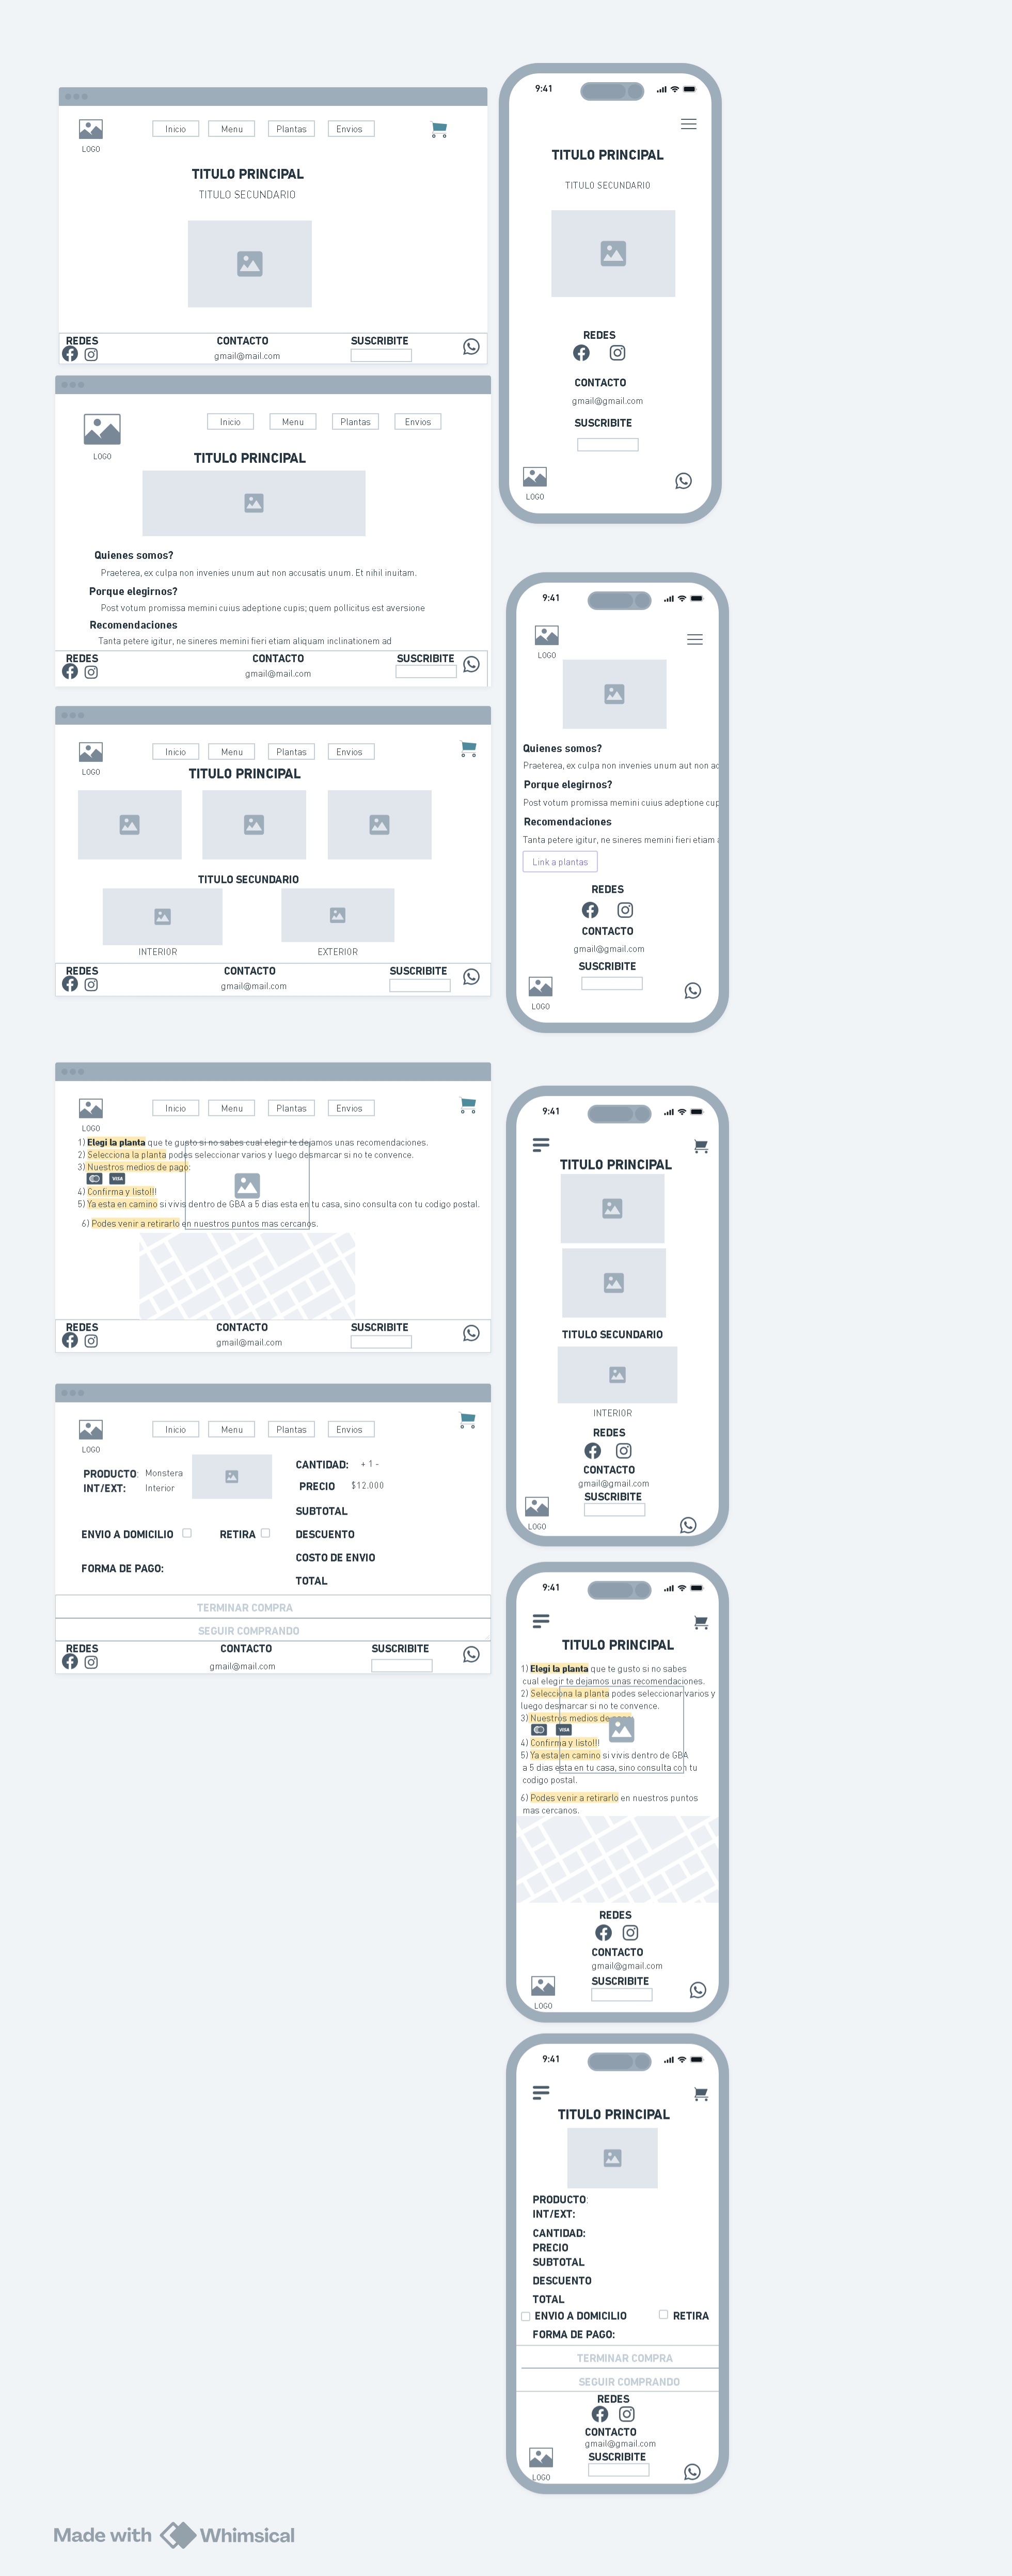 LOGO
Inicio Menu Plantas Envios
TITULO PRINCIPAL
TITULO SECUNDARIO
REDES CONTACTO SUSCRIBITE
gmail@mail.com
LOGO
Inicio Menu Plantas Envios
TITULO PRINCIPAL
Quienes somos?
Praeterea, ex culpa non invenies unum aut non accusatis unum. Et nihil inuitam.
Porque elegirnos?
Post votum promissa memini cuius adeptione cupis; quem pollicitus est aversione
Recomendaciones
Tanta petere igitur, ne sineres memini fieri etiam aliquam inclinationem ad
REDES CONTACTO SUSCRIBITE
gmail@mail.com
LOGO
Inicio Menu Plantas Envios
TITULO PRINCIPAL
TITULO SECUNDARIO
INTERIOR EXTERIOR
REDES CONTACTO SUSCRIBITE
gmail@mail.com
LOGO
Inicio Menu Plantas Envios
1) Elegi la planta que te gusto si no sabes cual elegir te dejamos unas recomendaciones.
2) Selecciona la planta podes seleccionar varios y luego desmarcar si no te convence.
3) Nuestros medios de pago:
VISA
4) Confirma y listo!!!
5) Ya esta en camino si vivis dentro de GBA a 5 dias esta en tu casa, sino consulta con tu codigo postal.
6) Podes venir a retirarlo en nuestros puntos mas cercanos.
REDES CONTACTO SUSCRIBITE
gmail@mail.com
LOGO
Inicio Menu Plantas Envios
PRODUCTO: Monstera
INT/EXT: Interior
CANTIDAD: + 1 -
PRECIO $12.000
SUBTOTAL
ENVIO A DOMICILIO RETIRA
DESCUENTO
COSTO DE ENVIO
FORMA DE PAGO:
TOTAL
TERMINAR COMPRA
SEGUIR COMPRANDO
REDES CONTACTO SUSCRIBITE
gmail@mail.com
9:41
TITULO PRINCIPAL
TITULO SECUNDARIO
REDES
CONTACTO
gmail@gmail.com
SUSCRIBITE
LOGO
9:41
LOGO
Quienes somos?
Praeterea, ex culpa non invenies unum aut non ac
Porque elegirnos?
Post votum promissa memini cuius adeptione cup
Recomendaciones
Tanta petere igitur, ne sineres memini fieri etiam a
Link a plantas
REDES
CONTACTO
gmail@gmail.com
SUSCRIBITE
LOGO
9:41
TITULO PRINCIPAL
TITULO SECUNDARIO
INTERIOR
REDES
CONTACTO
gmail@gmail.com
SUSCRIBITE
LOGO
9:41
TITULO PRINCIPAL
1) Elegi la planta que te gusto si no sabes
cual elegir te dejamos unas recomendaciones.
2) Selecciona la planta podes seleccionar varios y
luego desmarcar si no te convence.
3) Nuestros medios de pago:
VISA
4) Confirma y listo!!!
5) Ya esta en camino si vivis dentro de GBA
a 5 dias esta en tu casa, sino consulta con tu
codigo postal.
6) Podes venir a retirarlo en nuestros puntos
mas cercanos.
REDES
CONTACTO
gmail@gmail.com
SUSCRIBITE
LOGO
9:41
TITULO PRINCIPAL
PRODUCTO:
INT/EXT:
CANTIDAD:
PRECIO
SUBTOTAL
DESCUENTO
TOTAL
ENVIO A DOMICILIO RETIRA
FORMA DE PAGO:
TERMINAR COMPRA
SEGUIR COMPRANDO
REDES
CONTACTO
gmail@gmail.com
SUSCRIBITE
LOGO
Made with Whimsical